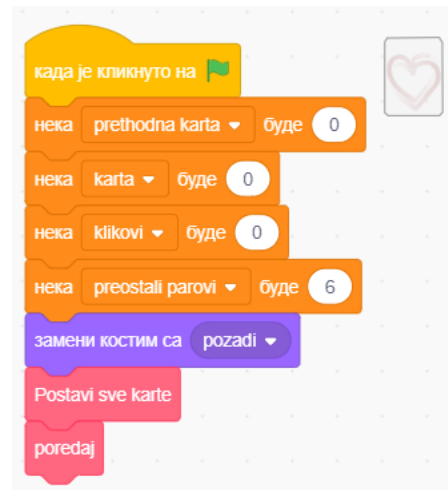 када је кликнуто на
нека prethodna karta буде 0
нека karta буде 0
нека klikovi буде 0
нека preostali parovi буде 6
замени костим са pozadi
Postavi sve karte
poredaj